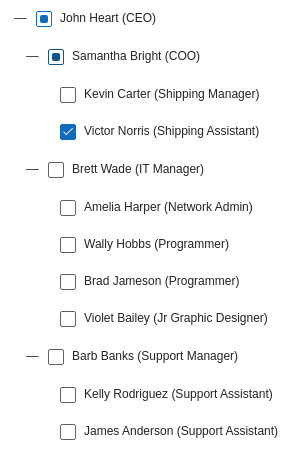 John Heart (CEO)
Samantha Bright (COO)
Kevin Carter (Shipping Manager)
Victor Norris (Shipping Assistant)
Brett Wade (IT Manager)
Amelia Harper (Network Admin)
Wally Hobbs (Programmer)
Brad Jameson (Programmer)
Violet Bailey (Jr Graphic Designer)
Barb Banks (Support Manager)
Kelly Rodriguez (Support Assistant)
James Anderson (Support Assistant)